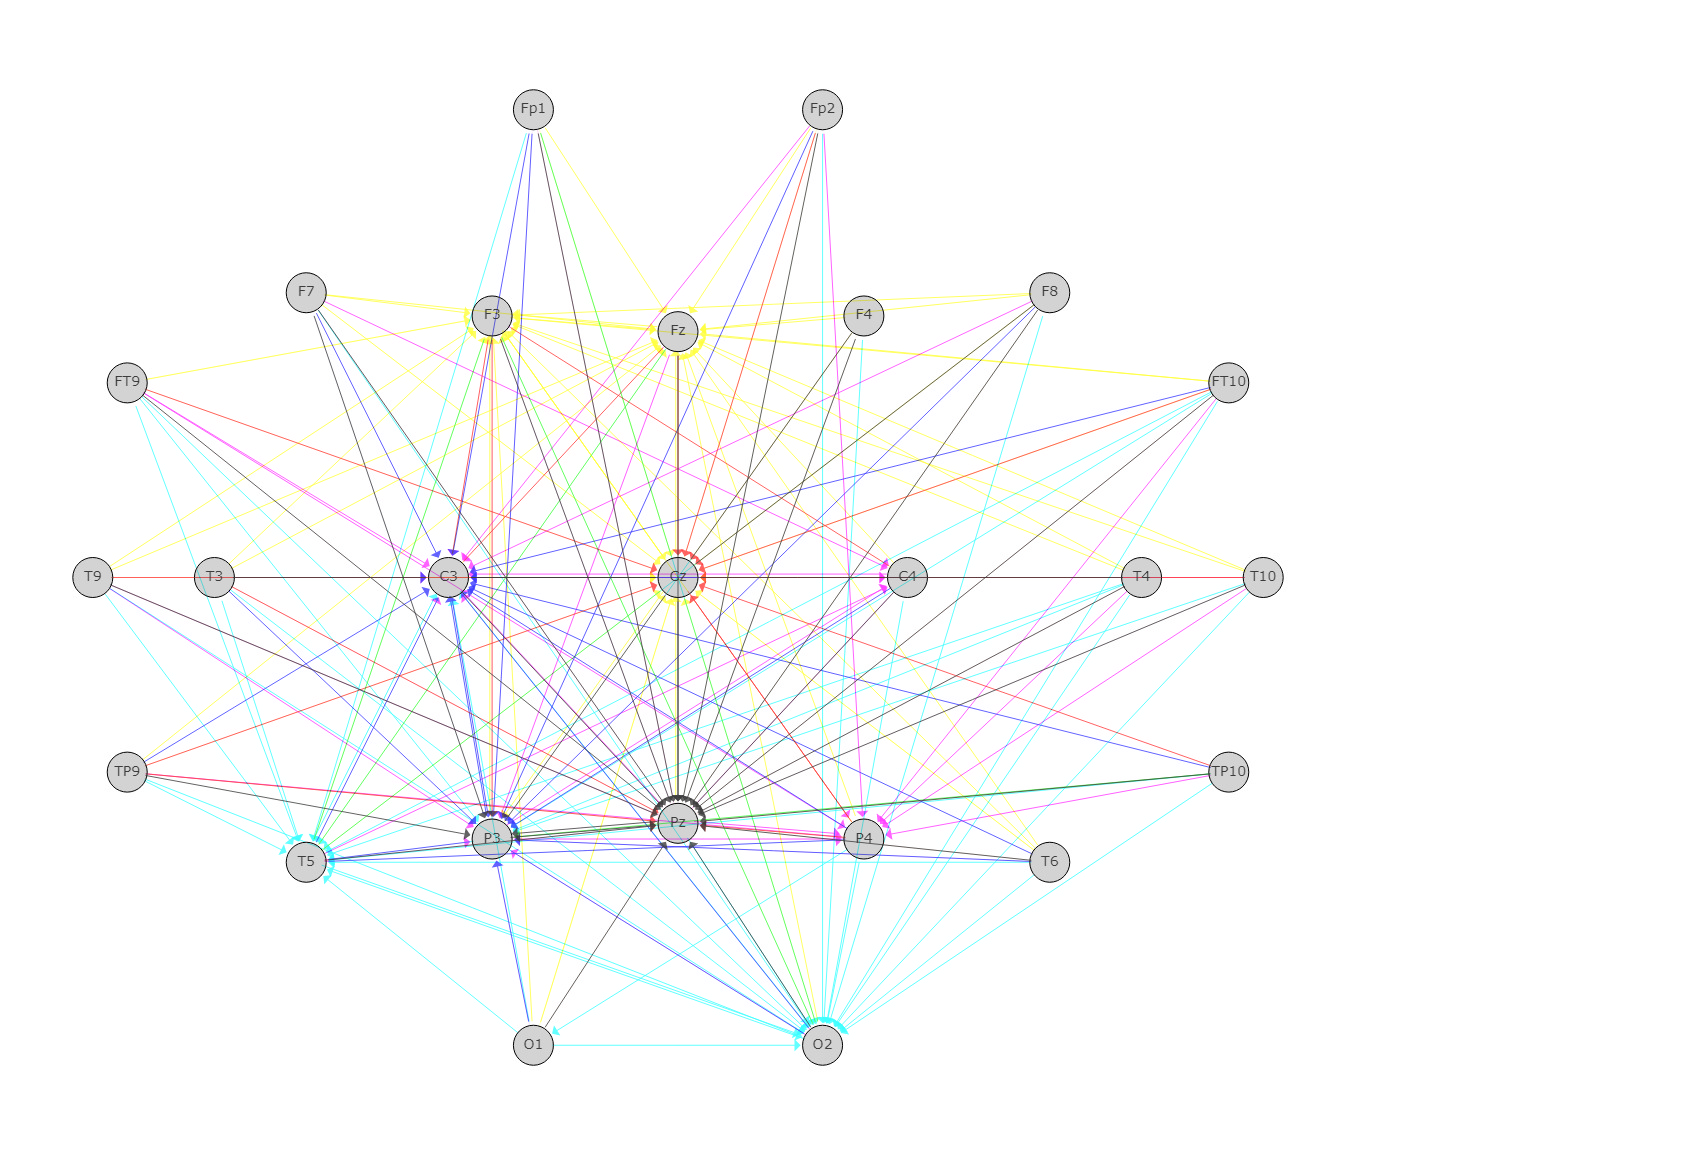 Fp1 Fp2
F7 F3 Fz F4 F8
FT9 FT10
T9 T3 C3 Cz C4 T4 T10
TP9 TP10
T5 P3 Pz P4 T6
O1 O2